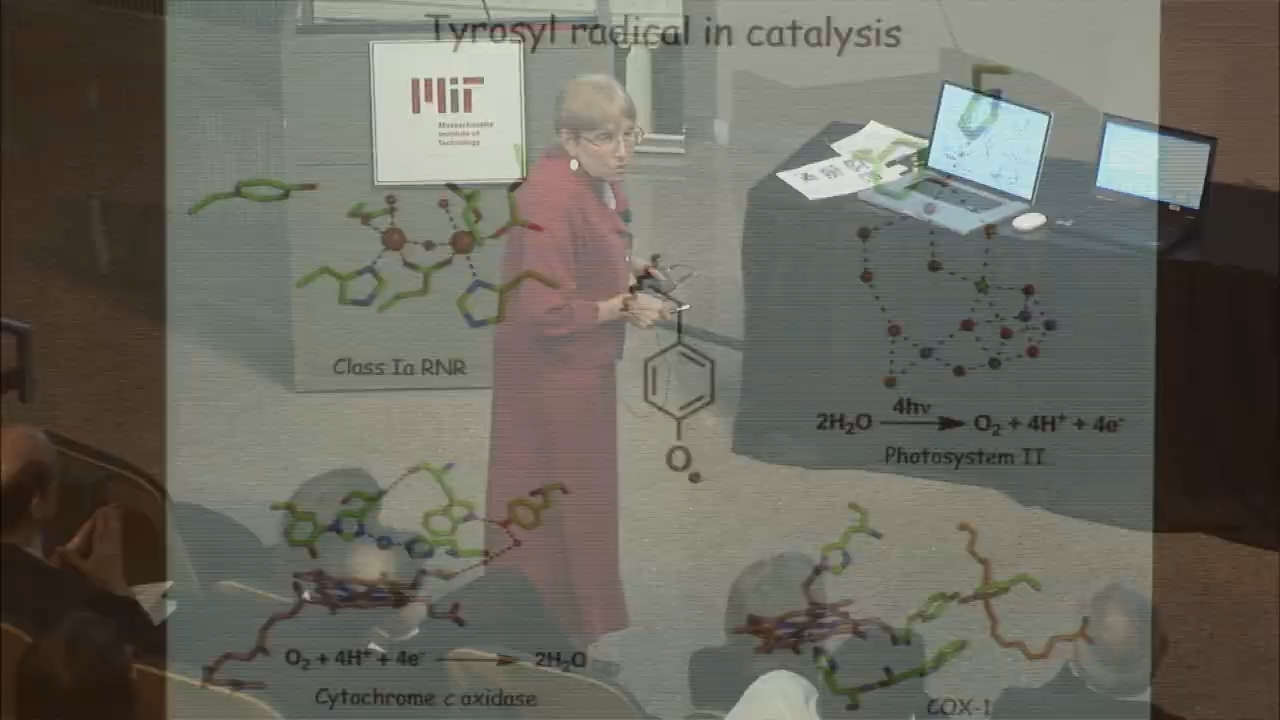 Tyrosyl radical in catalysis
MIT
Massachusetts
Institute of
Technology
Class Ia RNR
O
4hν
2H₂O → O₂ + 4H⁺ + 4e⁻
Photosystem II
O₂ + 4H⁺ + 4e⁻ → 2H₂O
Cytochrome c oxidase
COX-1